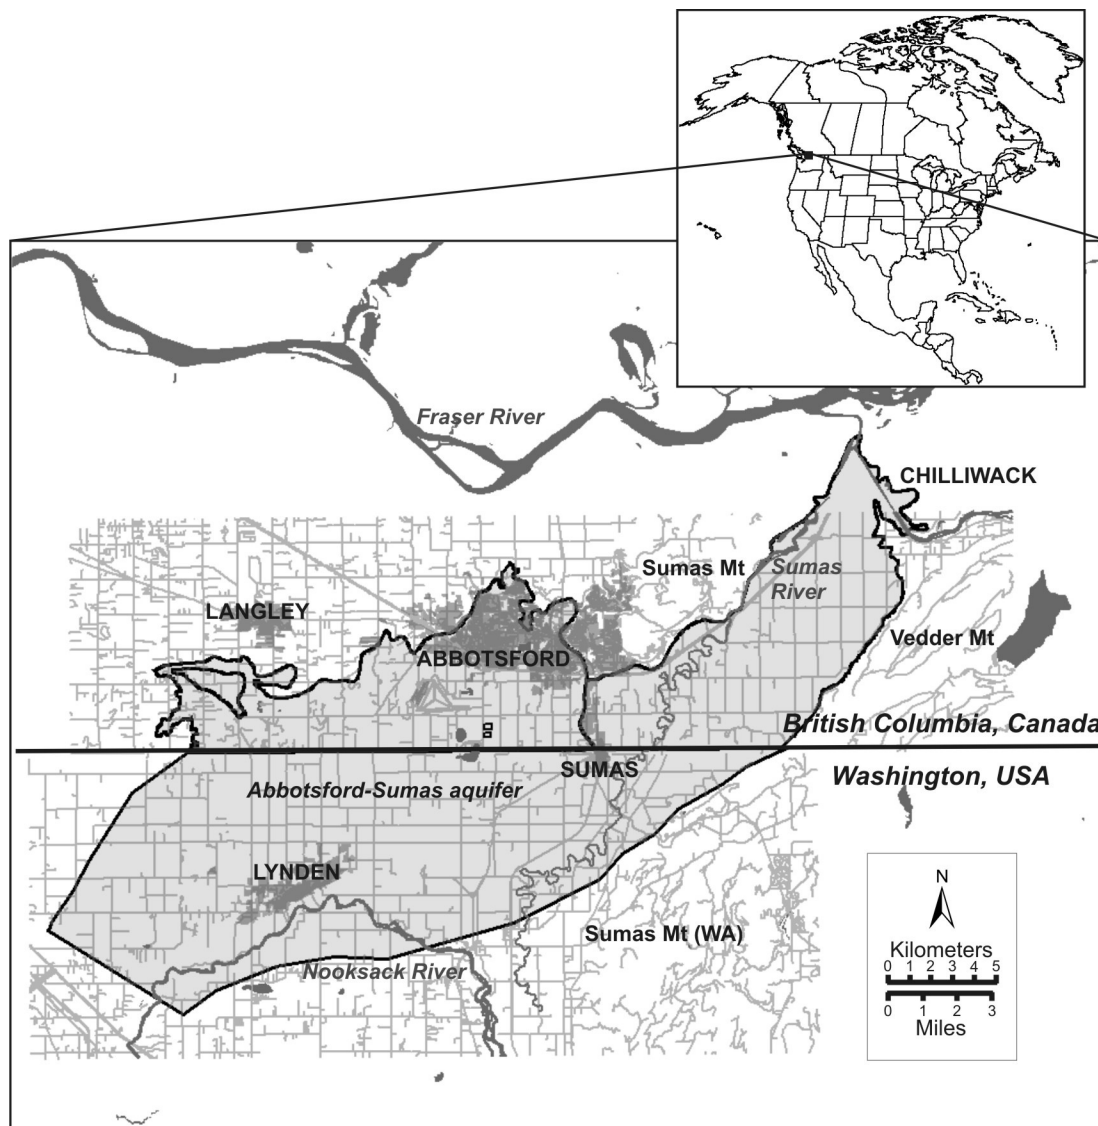 Fraser River
CHILLIWACK
Sumas Mt
Sumas
River
LANGLEY
Vedder Mt
ABBOTSFORD
British Columbia, Canada
SUMAS
Washington, USA
Abbotsford-Sumas aquifer
LYNDEN
Sumas Mt (WA)
Nooksack River
N
Kilometers
0 1 2 3 4 5
0 1 2 3
Miles